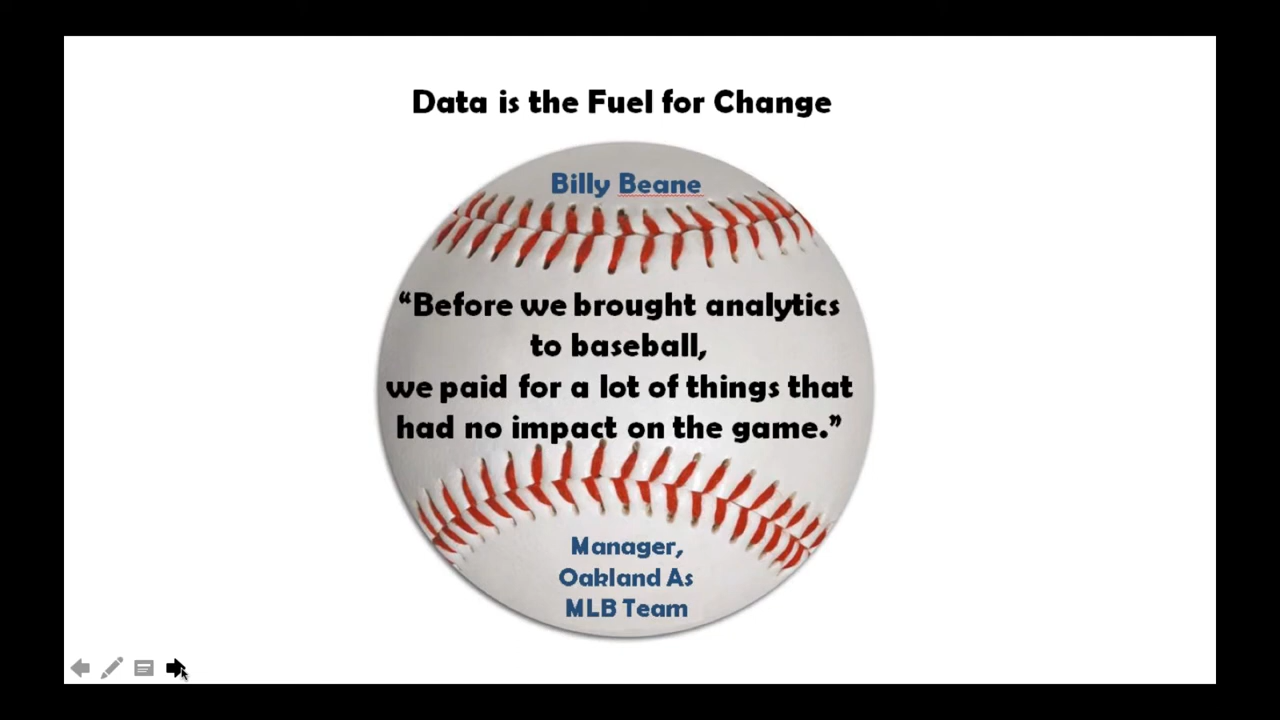 Data is the Fuel for Change
Billy Beane
“Before we brought analytics
to baseball,
we paid for a lot of things that
had no impact on the game.”
Manager,
Oakland As
MLB Team